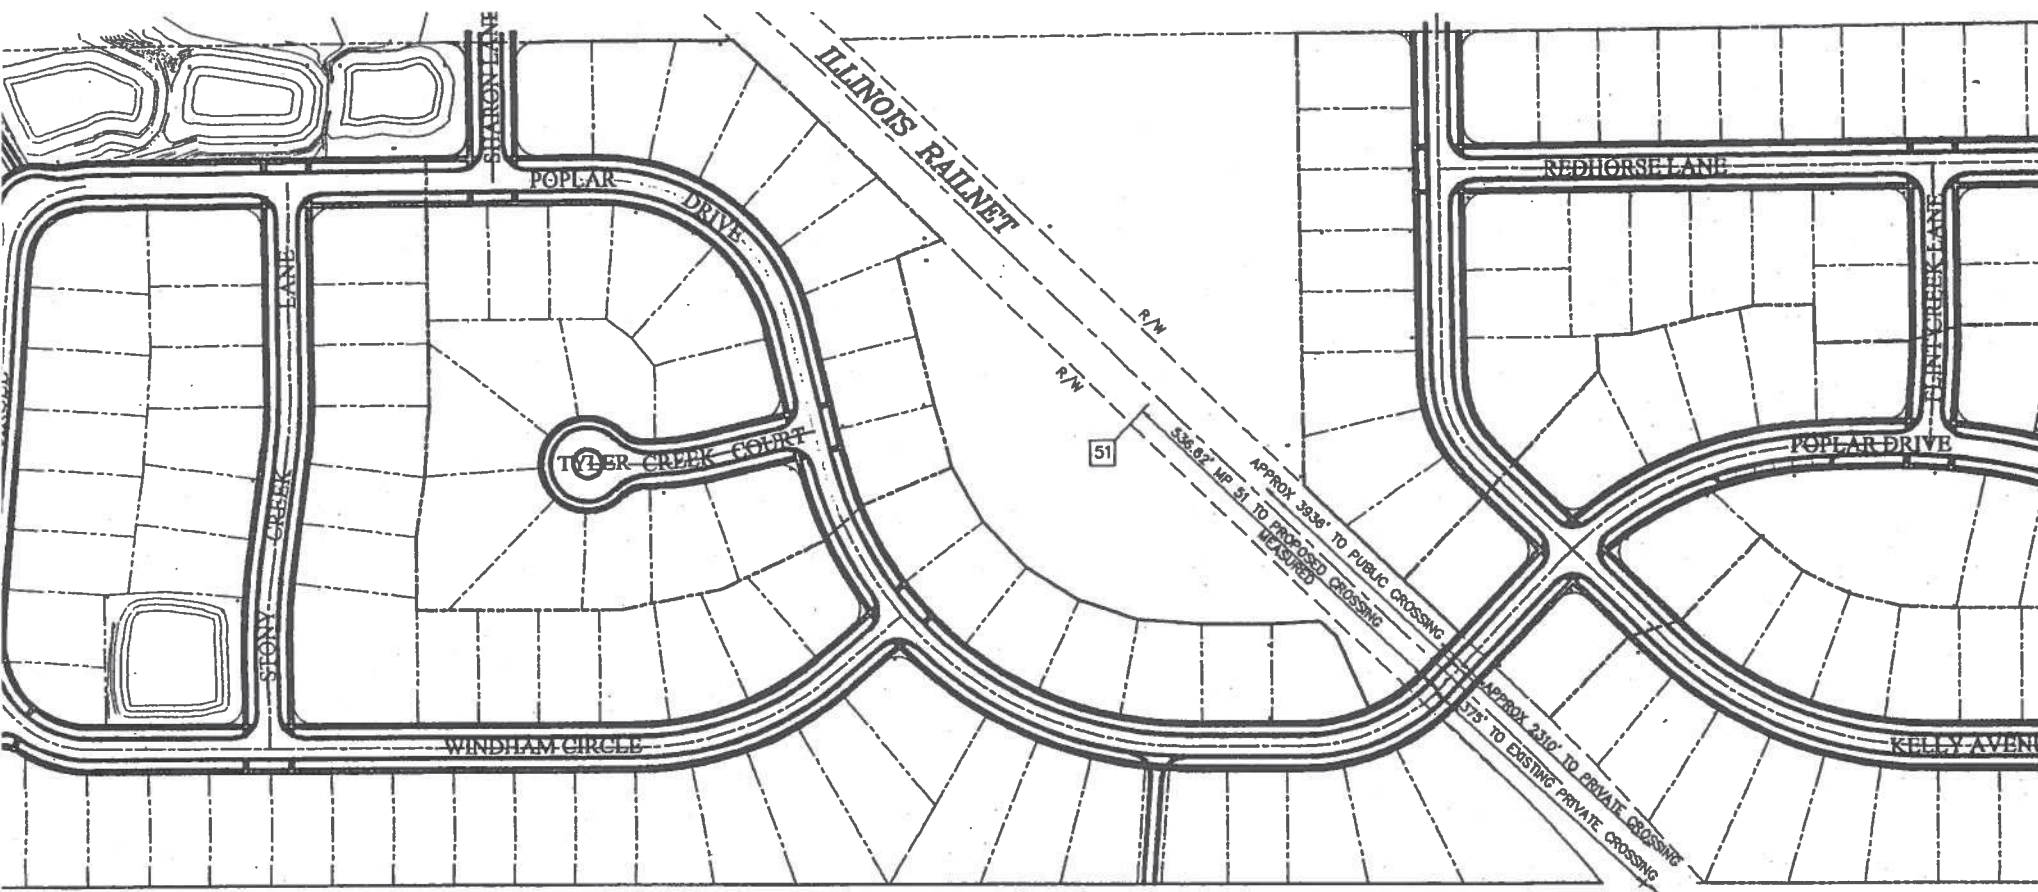 SHARON LANE
ILLINOIS RAILNET
POPLAR
DRIVE
REDHORSE LANE
STONY CREEK LANE
FLINT CREEK LANE
R/W
R/W
TYLER CREEK COURT
POPLAR DRIVE
51
APPROX 3936' TO PUBLIC CROSSING
536.62' MP 51 TO PROPOSED CROSSING
MEASURED
APPROX 2310' TO PRIVATE CROSSING
375' TO EXISTING PRIVATE CROSSING
WINDHAM CIRCLE
KELLY AVEN